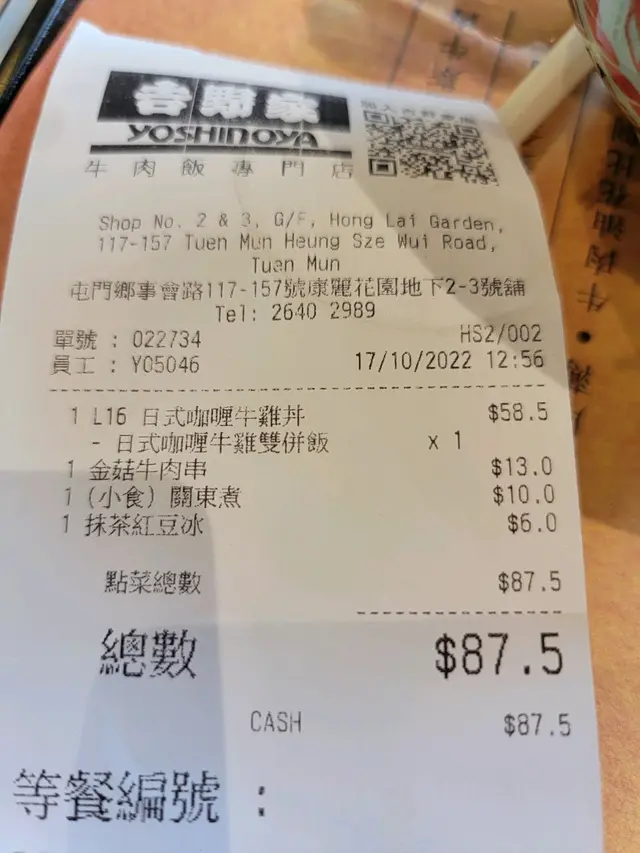 吉野家
YOSHINOYA
牛肉飯專門店
Shop No. 2 & 3, G/F, Hong Lai Garden,
117-157 Tuen Mun Heung Sze Wui Road,
Tuen Mun
屯門鄉事會路117-157號康麗花園地下2-3號舖
Tel: 2640 2989
單號 : 022734 HS2/002
員工 : Y05046 17/10/2022 12:56
1 L16 日式咖喱牛雞丼 $58.5
- 日式咖喱牛雞雙併飯 x 1
1 金菇牛肉串 $13.0
1 (小食) 關東煮 $10.0
1 抹茶紅豆冰 $6.0
點菜總數 $87.5
總數 $87.5
CASH $87.5
等餐編號 :
牛肉